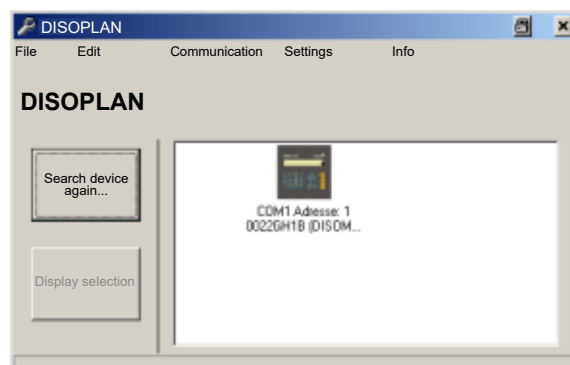 DISOPLAN
File Edit Communication Settings Info
DISOPLAN
Search device
again...
Display selection
COM1 Adresse: 1
0022GH1B (DISOM...